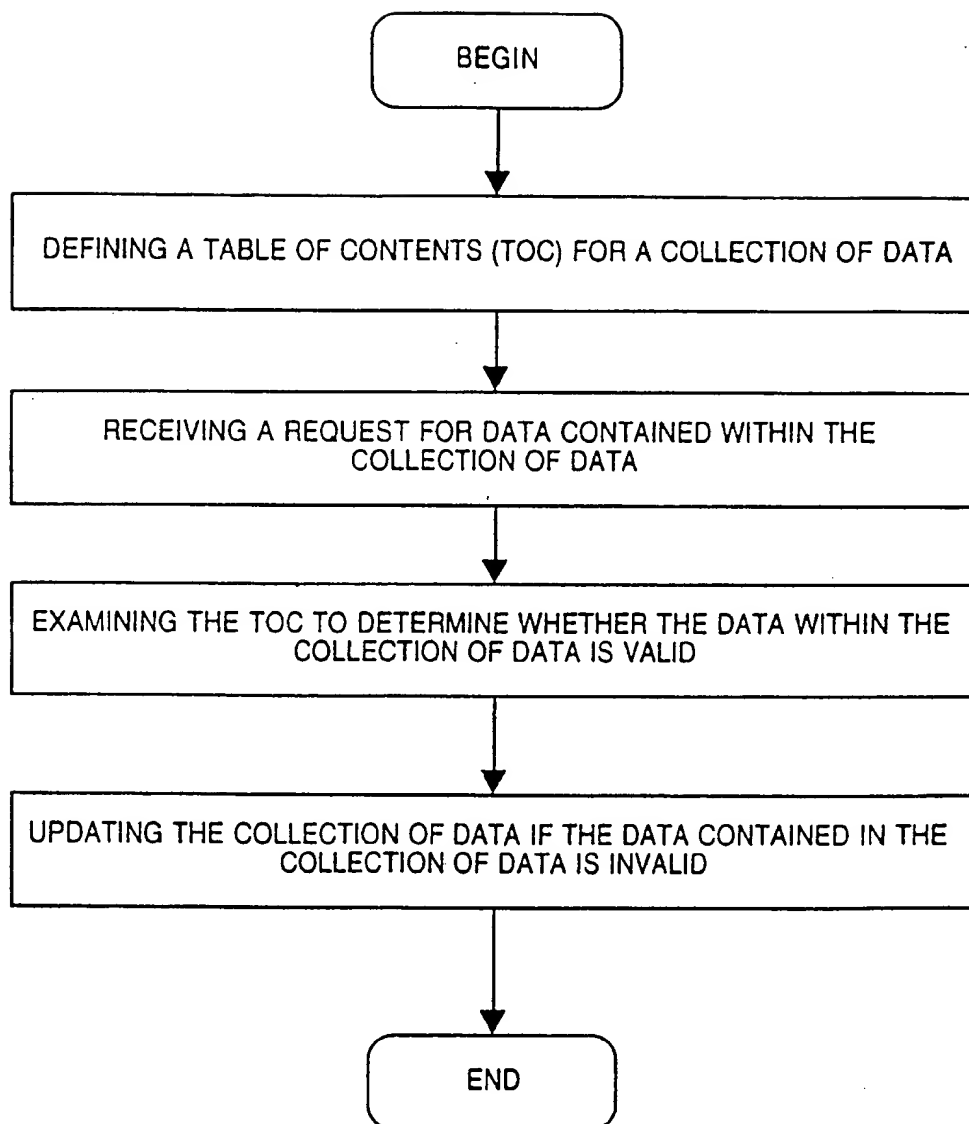 BEGIN
DEFINING A TABLE OF CONTENTS (TOC) FOR A COLLECTION OF DATA
RECEIVING A REQUEST FOR DATA CONTAINED WITHIN THE
COLLECTION OF DATA
EXAMINING THE TOC TO DETERMINE WHETHER THE DATA WITHIN THE
COLLECTION OF DATA IS VALID
UPDATING THE COLLECTION OF DATA IF THE DATA CONTAINED IN THE
COLLECTION OF DATA IS INVALID
END